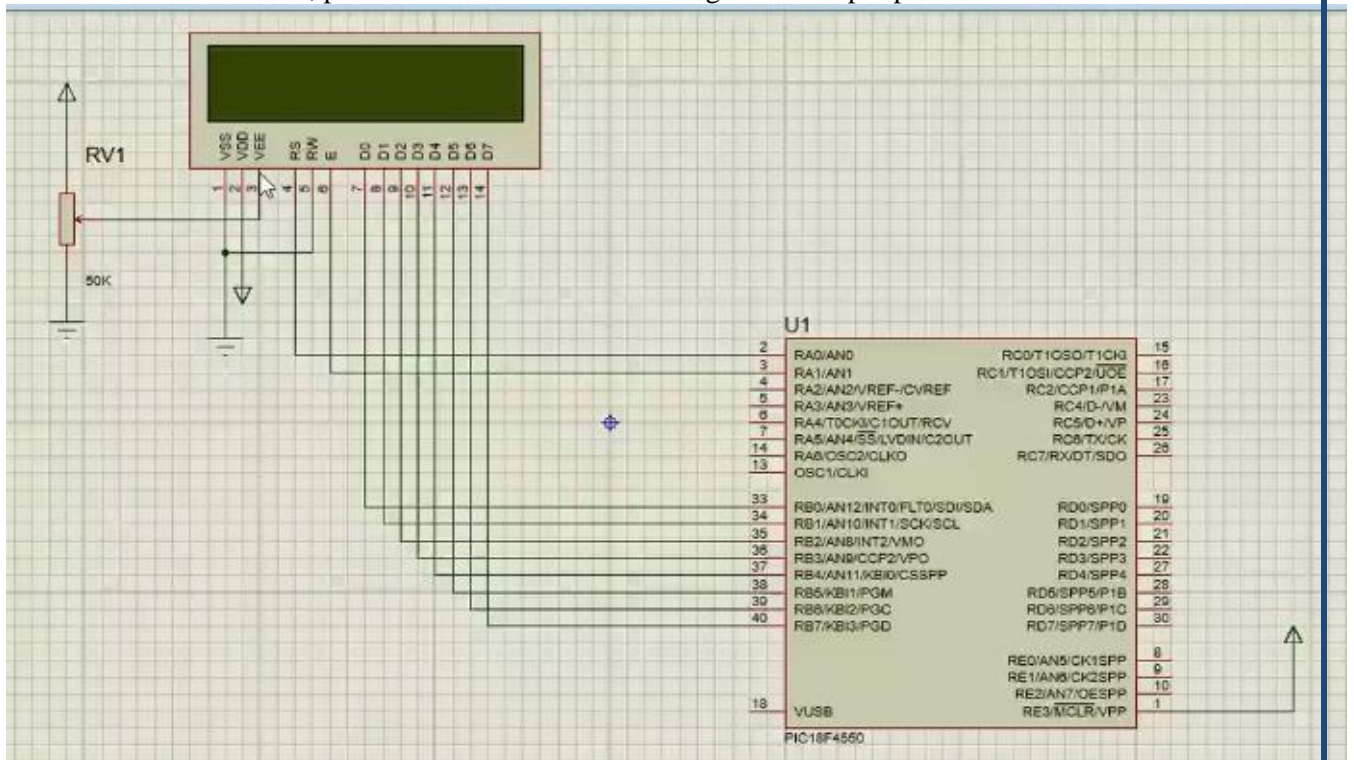 RV1
50K
VSS
VDD
VEE
RS
RW
E
D0
D1
D2
D3
D4
D5
D6
D7
1
2
3
4
5
6
7
8
9
10
11
12
13
14
U1
2 RA0/AN0 RC0/T1OSO/T1CKI 15
3 RA1/AN1 RC1/T1OSI/CCP2/UOE 16
4 RA2/AN2/VREF-/CVREF RC2/CCP1/P1A 17
5 RA3/AN3/VREF+ RC4/D-/VM 23
6 RA4/T0CKI/C1OUT/RCV RC5/D+/VP 24
7 RA5/AN4/SS/LVDIN/C2OUT RC6/TX/CK 25
14 RA6/OSC2/CLKO RC7/RX/DT/SDO 26
13 OSC1/CLKI
33 RB0/AN12/INT0/FLT0/SDI/SDA RD0/SPP0 19
34 RB1/AN10/INT1/SCK/SCL RD1/SPP1 20
35 RB2/AN8/INT2/VMO RD2/SPP2 21
36 RB3/AN9/CCP2/VPO RD3/SPP3 22
37 RB4/AN11/KBI0/CSSPP RD4/SPP4 27
38 RB5/KBI1/PGM RD5/SPP5/P1B 28
39 RB6/KBI2/PGC RD6/SPP6/P1C 29
40 RB7/KBI3/PGD RD7/SPP7/P1D 30
RE0/AN5/CK1SPP 8
RE1/AN6/CK2SPP 9
RE2/AN7/OESPP 10
18 VUSB RE3/MCLR/VPP 1
PIC18F4550